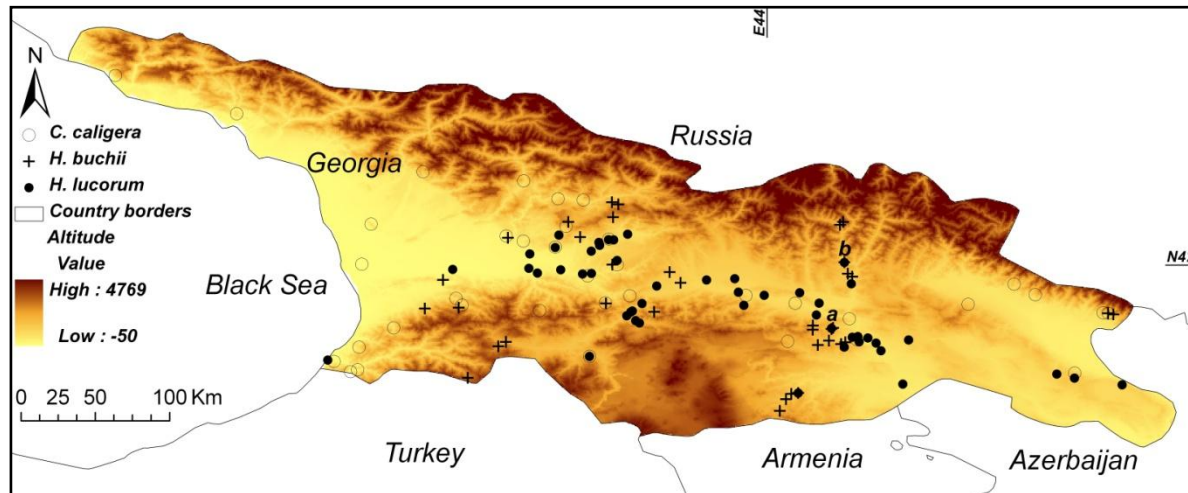 E44
N
C. caligera
H. buchii
H. lucorum
Country borders
Altitude
Value
High : 4769
Low : -50
0 25 50 100 Km
Georgia
Russia
Black Sea
b
a
Turkey
Armenia
Azerbaijan